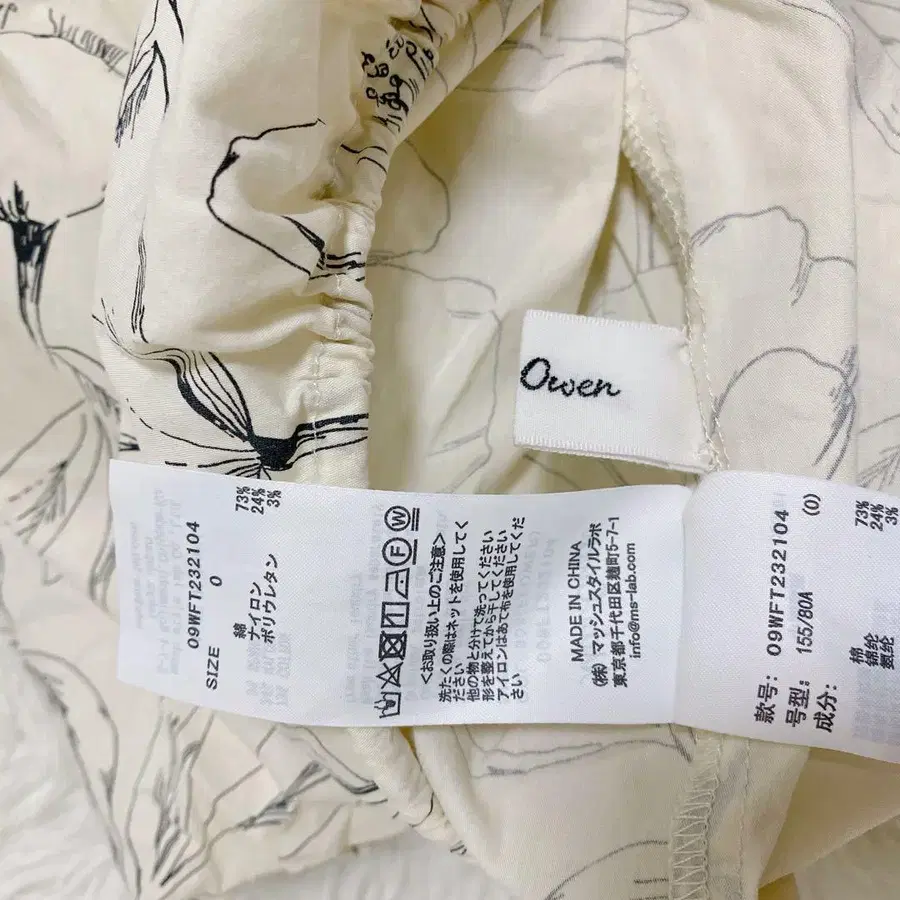 Owen
09WFT232104
SIZE 0
綿 73%
ナイロン 24%
ポリウレタン 3%
<お取り扱い上のご注意>
洗たくの際はネットを使用してく
ださい
他の物と分けて洗ってください
形を整えてから干してください
アイロンはあて布を使用してくだ
さい
MADE IN CHINA
(株)マッシュスタイルラボ
東京都千代田区麹町5-7-1
info@ms-lab.com
款号: 09WFT232104
号型: 155/80A (0)
成分: 棉 73%
锦纶 24%
氨纶 3%